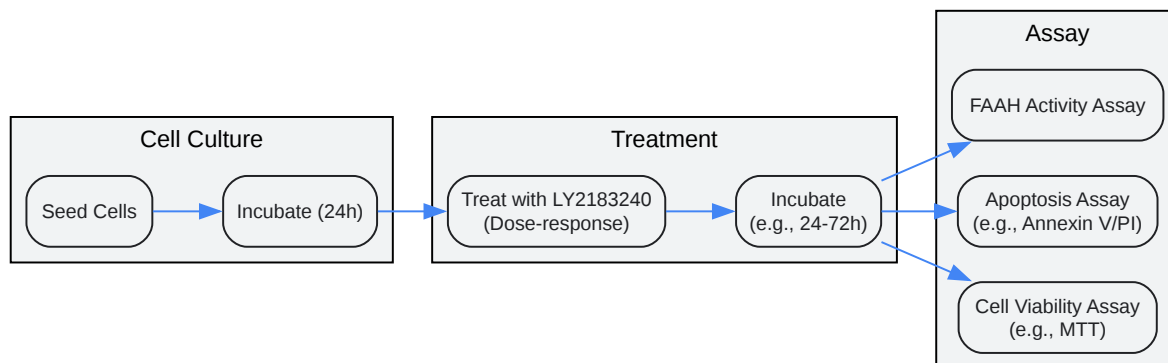 Cell Culture
Seed Cells
Incubate (24h)
Treatment
Treat with LY2183240
(Dose-response)
Incubate
(e.g., 24-72h)
Assay
FAAH Activity Assay
Apoptosis Assay
(e.g., Annexin V/PI)
Cell Viability Assay
(e.g., MTT)